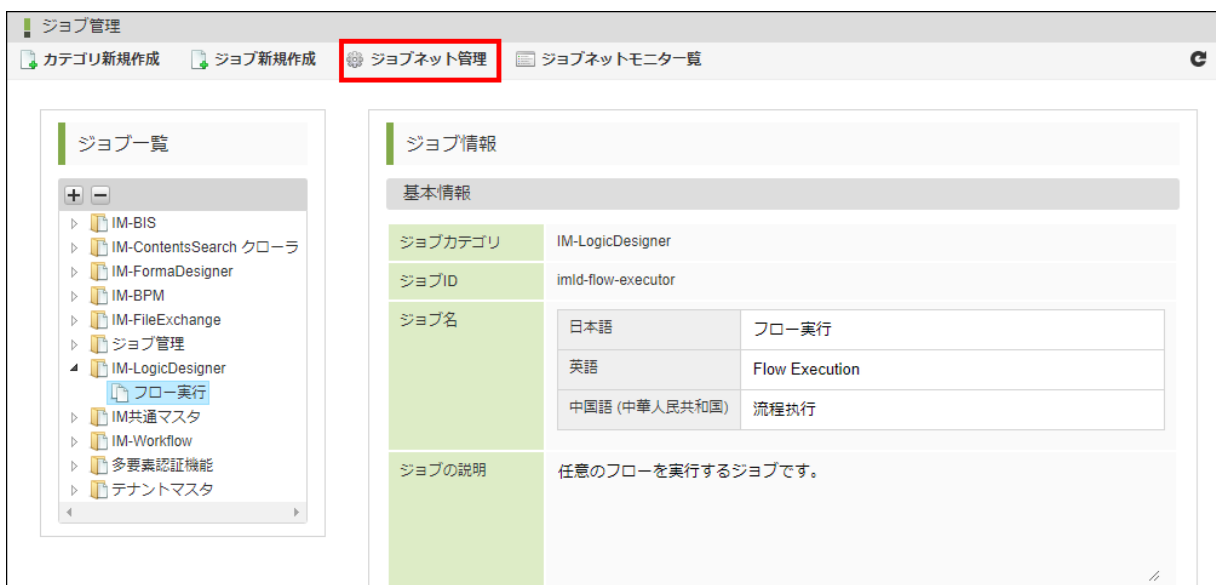 ジョブ管理
カテゴリ新規作成 ジョブ新規作成 ジョブネット管理 ジョブネットモニター覧
ジョブ一覧
IM-BIS
IM-ContentsSearch クローラ
IM-FormaDesigner
IM-BPM
IM-FileExchange
ジョブ管理
IM-LogicDesigner
フロー実行
IM共通マスタ
IM-Workflow
多要素認証機能
テナントマスタ
ジョブ情報
基本情報
ジョブカテゴリ IM-LogicDesigner
ジョブID imld-flow-executor
ジョブ名
日本語 フロー実行
英語 Flow Execution
中国語 (中華人民共和国) 流程执行
ジョブの説明 任意のフローを実行するジョブです。